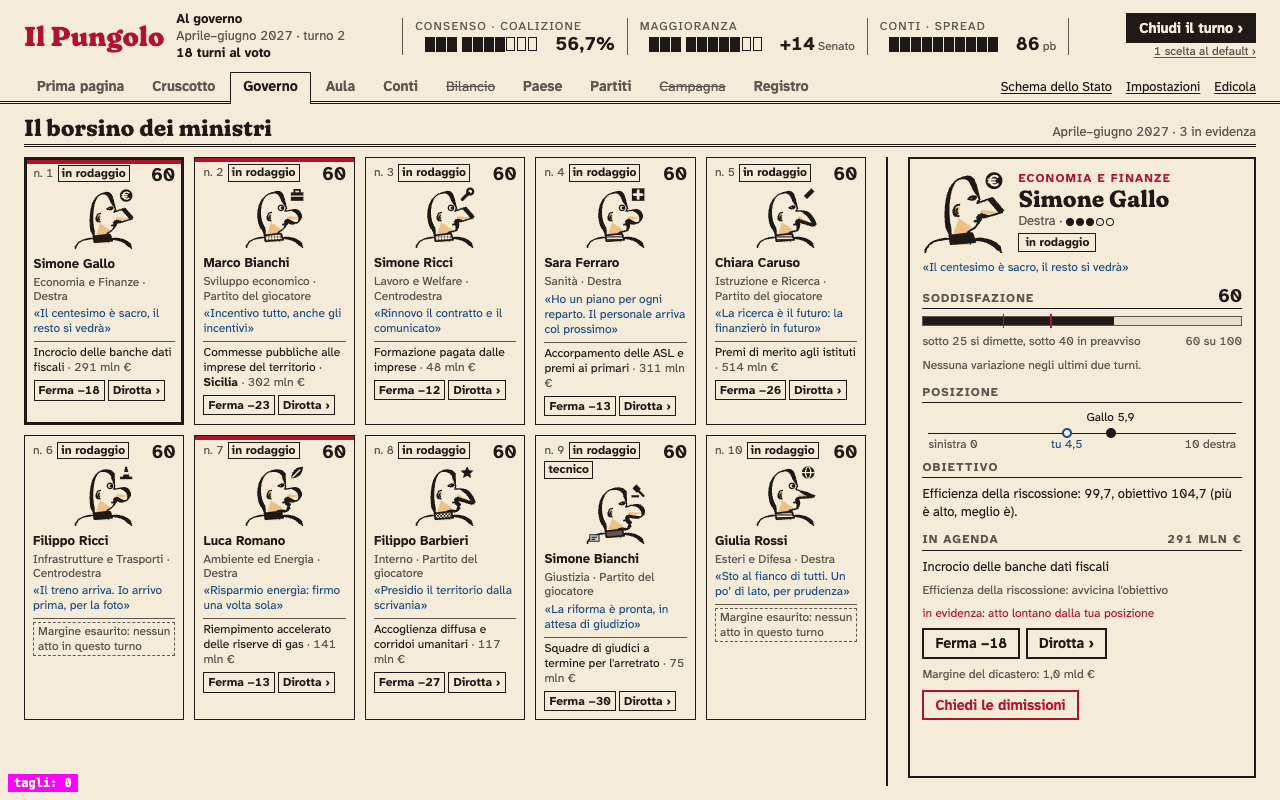 Il Pungolo
Al governo
Aprile–giugno 2027 · turno 2
18 turni al voto
CONSENSO · COALIZIONE
56,7%
MAGGIORANZA
+14 Senato
CONTI · SPREAD
86 pb
Chiudi il turno ›
1 scelta al default ›
Prima pagina
Cruscotto
Governo
Aula
Conti
Bilancio
Paese
Partiti
Campagna
Registro
Schema dello Stato
Impostazioni
Edicola
Il borsino dei ministri
Aprile–giugno 2027 · 3 in evidenza
n. 1 in rodaggio 60
Simone Gallo
Economia e Finanze ·
Destra
«Il centesimo è sacro, il
resto si vedrà»
Incrocio delle banche dati
fiscali · 291 mln €
Ferma −18 Dirotta ›
n. 2 in rodaggio 60
Marco Bianchi
Sviluppo economico ·
Partito del giocatore
«Incentivo tutto, anche gli
incentivi»
Commesse pubbliche alle
imprese del territorio ·
Sicilia · 302 mln €
Ferma −23 Dirotta ›
n. 3 in rodaggio 60
Simone Ricci
Lavoro e Welfare ·
Centrodestra
«Rinnovo il contratto e il
comunicato»
Formazione pagata dalle
imprese · 48 mln €
Ferma −12 Dirotta ›
n. 4 in rodaggio 60
Sara Ferraro
Sanità · Destra
«Ho un piano per ogni
reparto. Il personale arriva
col prossimo»
Accorpamento delle ASL e
premi ai primari · 311 mln
€
Ferma −13 Dirotta ›
n. 5 in rodaggio 60
Chiara Caruso
Istruzione e Ricerca ·
Partito del giocatore
«La ricerca è il futuro: la
finanzierò in futuro»
Premi di merito agli istituti
· 514 mln €
Ferma −26 Dirotta ›
n. 6 in rodaggio 60
Filippo Ricci
Infrastrutture e Trasporti ·
Centrodestra
«Il treno arriva. Io arrivo
prima, per la foto»
Margine esaurito: nessun
atto in questo turno
n. 7 in rodaggio 60
Luca Romano
Ambiente ed Energia ·
Destra
«Risparmio energia: firmo
una volta sola»
Riempimento accelerato
delle riserve di gas · 141
mln €
Ferma −13 Dirotta ›
n. 8 in rodaggio 60
Filippo Barbieri
Interno · Partito del
giocatore
«Presidio il territorio dalla
scrivania»
Accoglienza diffusa e
corridoi umanitari · 117
mln €
Ferma −27 Dirotta ›
n. 9 in rodaggio 60
tecnico
Simone Bianchi
Giustizia · Partito del
giocatore
«La riforma è pronta, in
attesa di giudizio»
Squadre di giudici a
termine per l'arretrato · 75
mln €
Ferma −30 Dirotta ›
n. 10 in rodaggio 60
Giulia Rossi
Esteri e Difesa · Destra
«Sto al fianco di tutti. Un
po' di lato, per prudenza»
Margine esaurito: nessun
atto in questo turno
ECONOMIA E FINANZE
Simone Gallo
Destra ·
in rodaggio
«Il centesimo è sacro, il resto si vedrà»
SODDISFAZIONE 60
sotto 25 si dimette, sotto 40 in preavviso 60 su 100
Nessuna variazione negli ultimi due turni.
POSIZIONE
Gallo 5,9
sinistra 0 tu 4,5 10 destra
OBIETTIVO
Efficienza della riscossione: 99,7, obiettivo 104,7 (più
è alto, meglio è).
IN AGENDA 291 MLN €
Incrocio delle banche dati fiscali
Efficienza della riscossione: avvicina l'obiettivo
in evidenza: atto lontano dalla tua posizione
Ferma −18 Dirotta ›
Margine del dicastero: 1,0 mld €
Chiedi le dimissioni
tagli: 0